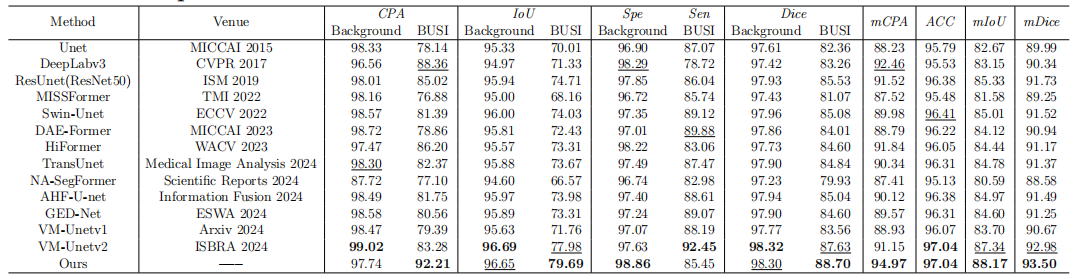 Method Venue CPA IoU Spe Sen Dice mCPA ACC mIoU mDice
Background BUSI Background BUSI Background BUSI Background BUSI
Unet MICCAI 2015 98.33 78.14 95.33 70.01 96.90 87.07 97.61 82.36 88.23 95.79 82.67 89.99
DeepLabv3 CVPR 2017 96.56 88.36 94.97 71.33 98.29 78.72 97.42 83.26 92.46 95.53 83.15 90.34
ResUnet(ResNet50) ISM 2019 98.01 85.02 95.94 74.71 97.85 86.04 97.93 85.53 91.52 96.38 85.33 91.73
MISSFormer TMI 2022 98.16 76.88 95.00 68.16 96.72 85.74 97.43 81.07 87.52 95.48 81.58 89.25
Swin-Unet ECCV 2022 98.57 81.39 96.00 74.03 97.35 89.12 97.96 85.08 89.98 96.41 85.01 91.52
DAE-Former MICCAI 2023 98.72 78.86 95.81 72.43 97.01 89.88 97.86 84.01 88.79 96.22 84.12 90.94
HiFormer WACV 2023 97.47 86.20 95.57 73.31 98.22 83.06 97.73 84.60 91.84 96.05 84.44 91.17
TransUnet Medical Image Analysis 2024 98.30 82.37 95.88 73.67 97.49 87.47 97.90 84.84 90.34 96.31 84.78 91.37
NA-SegFormer Scientific Reports 2024 87.72 77.10 94.60 66.57 96.74 82.98 97.23 79.93 87.41 95.13 80.59 88.58
AHF-U-net Information Fusion 2024 98.49 81.75 95.97 73.98 97.40 88.61 97.94 85.04 90.12 96.38 84.97 91.49
GED-Net ESWA 2024 98.58 80.56 95.89 73.31 97.24 89.07 97.90 84.60 89.57 96.31 84.60 91.25
VM-Unetv1 Arxiv 2024 98.47 79.39 95.63 71.76 97.07 88.19 97.77 83.56 88.93 96.07 83.70 90.67
VM-Unetv2 ISBRA 2024 99.02 83.28 96.69 77.98 97.63 92.45 98.32 87.63 91.15 97.04 87.34 92.98
Ours —– 97.74 92.21 96.65 79.69 98.86 85.45 98.30 88.70 94.97 97.04 88.17 93.50